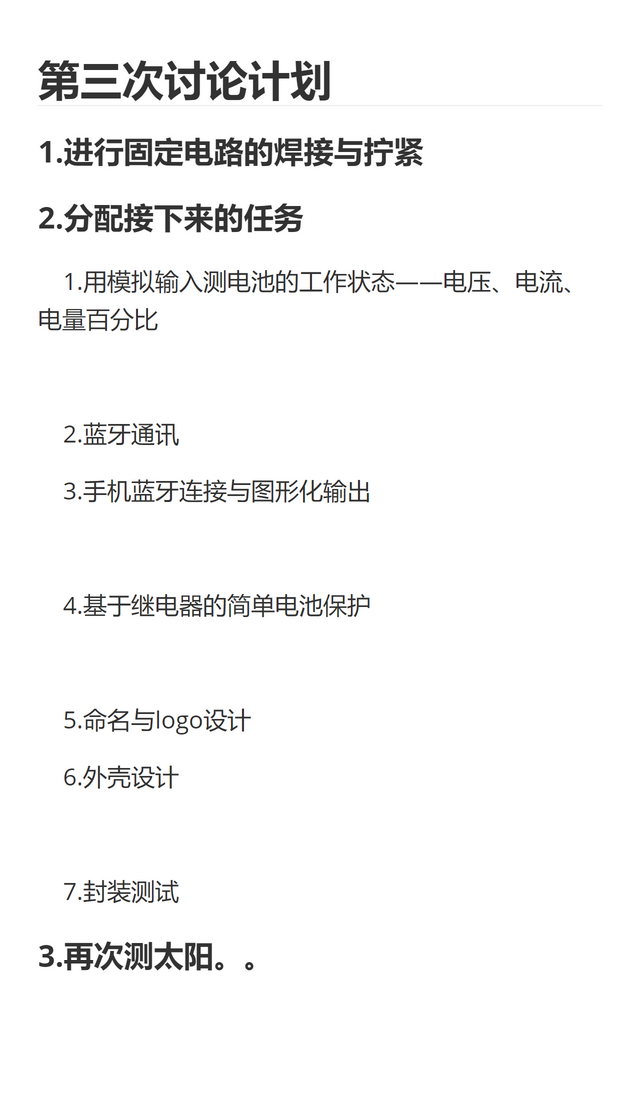 第三次讨论计划
1.进行固定电路的焊接与拧紧
2.分配接下来的任务
1.用模拟输入测电池的工作状态——电压、电流、
电量百分比
2.蓝牙通讯
3.手机蓝牙连接与图形化输出
4.基于继电器的简单电池保护
5.命名与logo设计
6.外壳设计
7.封装测试
3.再次测太阳。。